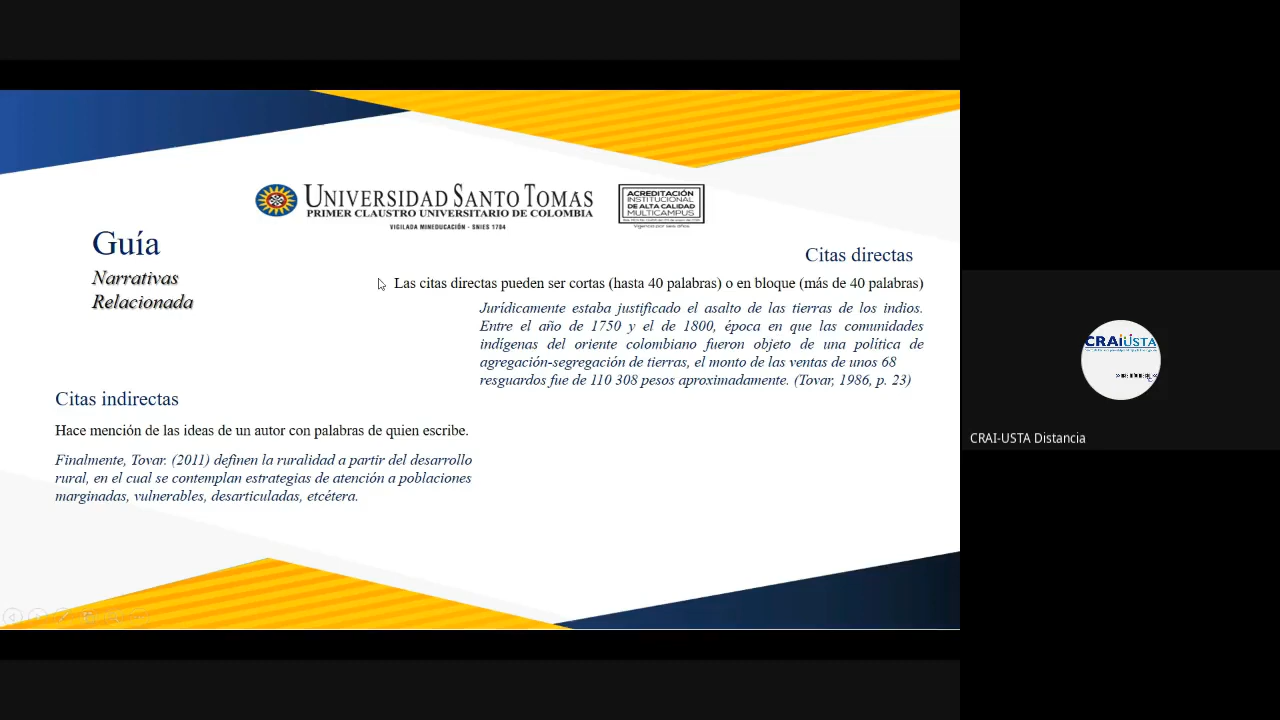 UNIVERSIDAD SANTO TOMÁS
PRIMER CLAUSTRO UNIVERSITARIO DE COLOMBIA
VIGILADA MINEDUCACIÓN - SNIES 1704
ACREDITACIÓN
INSTITUCIONAL
DE ALTA CALIDAD
MULTICAMPUS
Guía
Narrativas
Relacionada
Citas directas
Las citas directas pueden ser cortas (hasta 40 palabras) o en bloque (más de 40 palabras)
Jurídicamente estaba justificado el asalto de las tierras de los indios.
Entre el año de 1750 y el de 1800, época en que las comunidades
indígenas del oriente colombiano fueron objeto de una política de
agregación-segregación de tierras, el monto de las ventas de unos 68
resguardos fue de 110 308 pesos aproximadamente. (Tovar, 1986, p. 23)
Citas indirectas
Hace mención de las ideas de un autor con palabras de quien escribe.
Finalmente, Tovar. (2011) definen la ruralidad a partir del desarrollo
rural, en el cual se contemplan estrategias de atención a poblaciones
marginadas, vulnerables, desarticuladas, etcétera.
CRAIUSTA
CRAI-USTA Distancia